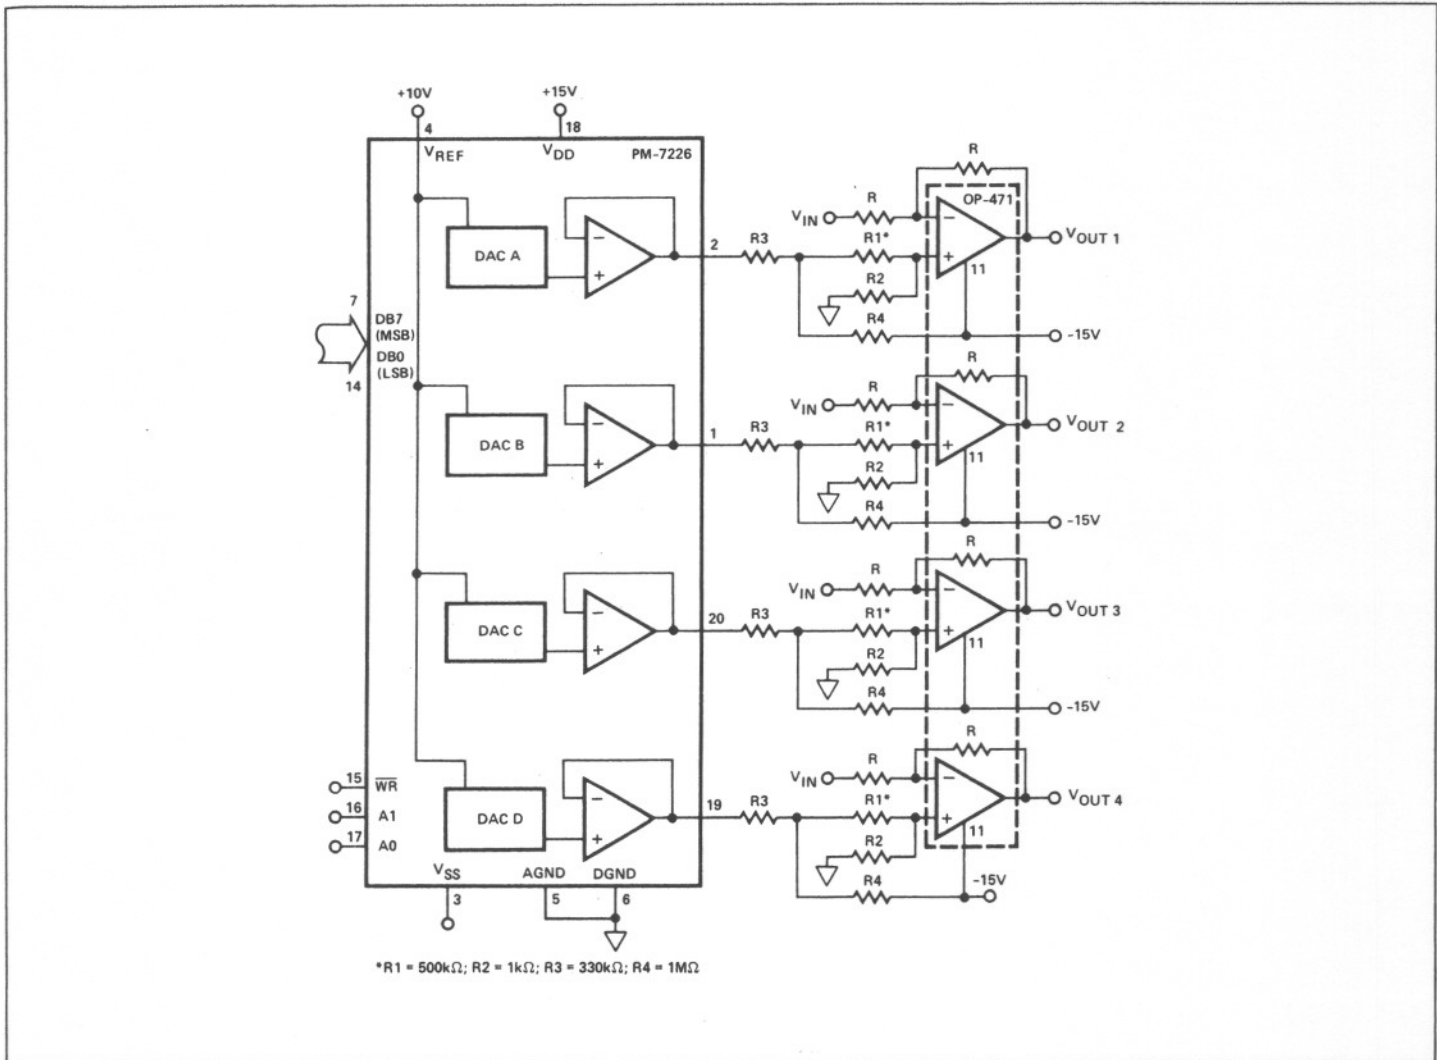 +10V
+15V
4
18
VREF
VDD
PM-7226
R
OP-471
VIN
R
−
−
DAC A
+
2
R3
R1*
+
VOUT 1
11
R2
7
DB7
(MSB)
DB0
(LSB)
14
R4
-15V
R
VIN
R
−
−
DAC B
+
1
R3
R1*
+
VOUT 2
11
R2
R4
-15V
R
VIN
R
−
−
DAC C
+
20
R3
R1*
+
VOUT 3
11
R2
R4
-15V
R
VIN
R
−
−
15
WR
16
A1
17
A0
DAC D
+
19
R3
R1*
+
VOUT 4
11
R2
VSS
AGND
DGND
R4
-15V
3
5
6
*R1 = 500kΩ; R2 = 1kΩ; R3 = 330kΩ; R4 = 1MΩ